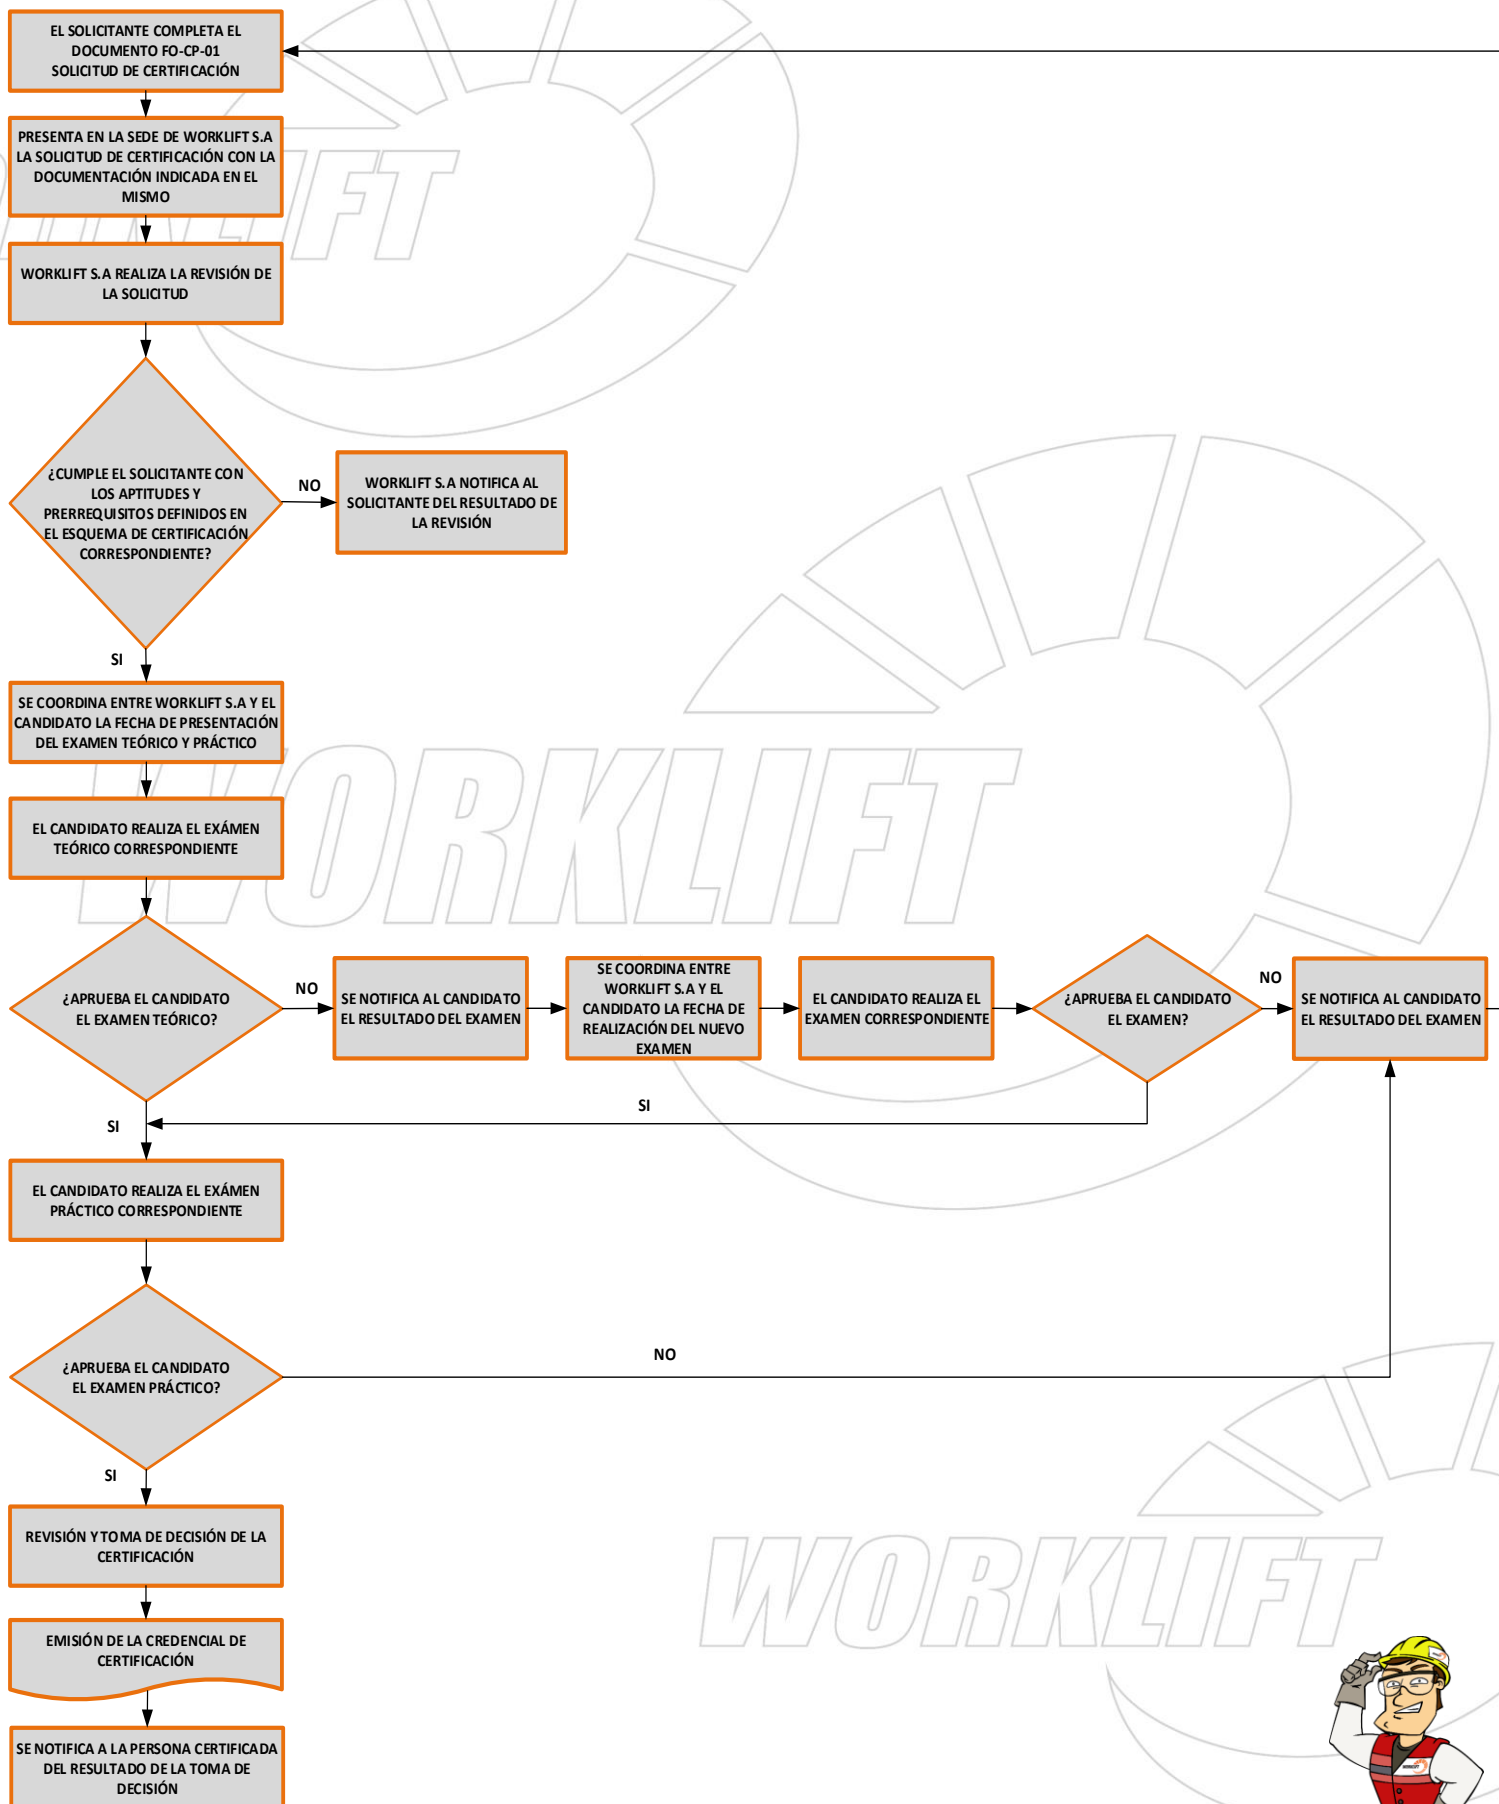 EL SOLICITANTE COMPLETA EL
DOCUMENTO FO-CP-01
SOLICITUD DE CERTIFICACIÓN
PRESENTA EN LA SEDE DE WORKLIFT S.A
LA SOLICITUD DE CERTIFICACIÓN CON LA
DOCUMENTACIÓN INDICADA EN EL
MISMO
WORKLIFT S.A REALIZA LA REVISIÓN DE
LA SOLICITUD
¿CUMPLE EL SOLICITANTE CON
LOS APTITUDES Y
PRERREQUISITOS DEFINIDOS EN
EL ESQUEMA DE CERTIFICACIÓN
CORRESPONDIENTE?
NO
WORKLIFT S.A NOTIFICA AL
SOLICITANTE DEL RESULTADO DE
LA REVISIÓN
SI
SE COORDINA ENTRE WORKLIFT S.A Y EL
CANDIDATO LA FECHA DE PRESENTACIÓN
DEL EXAMEN TEÓRICO Y PRÁCTICO
WORKLIFT
EL CANDIDATO REALIZA EL EXÁMEN
TEÓRICO CORRESPONDIENTE
¿APRUEBA EL CANDIDATO
EL EXAMEN TEÓRICO?
NO
SE NOTIFICA AL CANDIDATO
EL RESULTADO DEL EXAMEN
SE COORDINA ENTRE
WORKLIFT S.A Y EL
CANDIDATO LA FECHA DE
REALIZACIÓN DEL NUEVO
EXAMEN
EL CANDIDATO REALIZA EL
EXAMEN CORRESPONDIENTE
¿APRUEBA EL CANDIDATO
EL EXAMEN?
NO
SE NOTIFICA AL CANDIDATO
EL RESULTADO DEL EXAMEN
SI
SI
EL CANDIDATO REALIZA EL EXÁMEN
PRÁCTICO CORRESPONDIENTE
¿APRUEBA EL CANDIDATO
EL EXAMEN PRÁCTICO?
NO
SI
REVISIÓN Y TOMA DE DECISIÓN DE LA
CERTIFICACIÓN
WORKLIFT
EMISIÓN DE LA CREDENCIAL DE
CERTIFICACIÓN
SE NOTIFICA A LA PERSONA CERTIFICADA
DEL RESULTADO DE LA TOMA DE
DECISIÓN